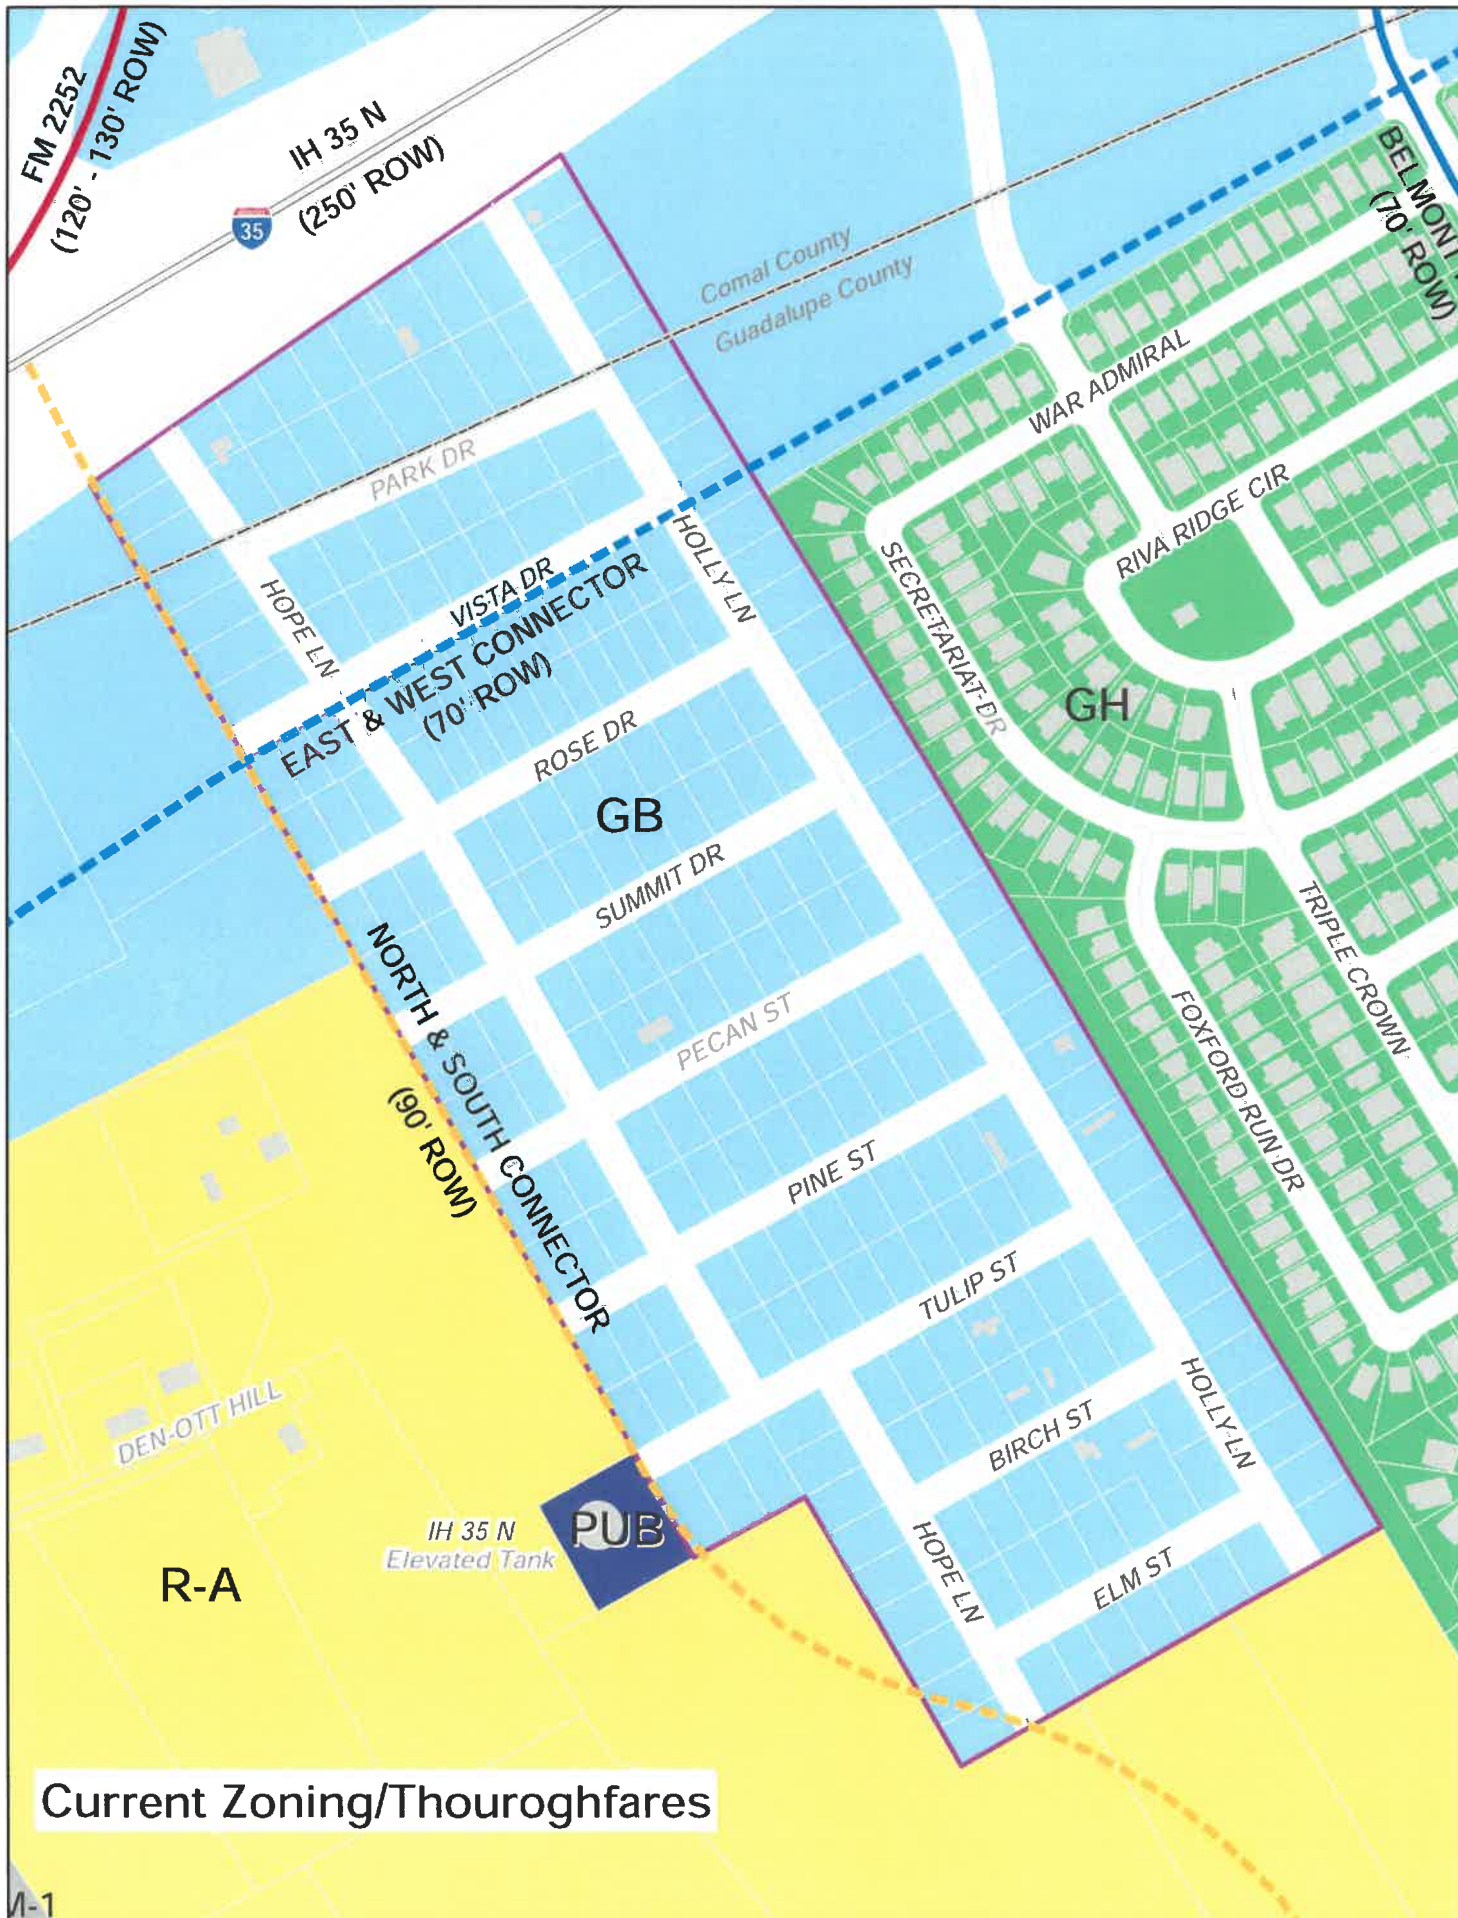 FM 2252
(120' - 130' ROW)
IH 35 N
(250' ROW)
35
BELMONT
(70' ROW)
Comal County
Guadalupe County
WAR ADMIRAL
PARK DR
RIVA RIDGE CIR
HOLLY LN
SECRETARIAT DR
VISTA DR
HOPE LN
EAST & WEST CONNECTOR
(70' ROW)
GH
ROSE DR
GB
SUMMIT DR
TRIPLE CROWN
NORTH & SOUTH CONNECTOR
(90' ROW)
PECAN ST
FOXFORD RUN DR
PINE ST
TULIP ST
DEN-OTT HILL
HOLLY LN
BIRCH ST
IH 35 N
Elevated Tank
PUB
HOPE LN
ELM ST
R-A
Current Zoning/Thouroghfares
M-1